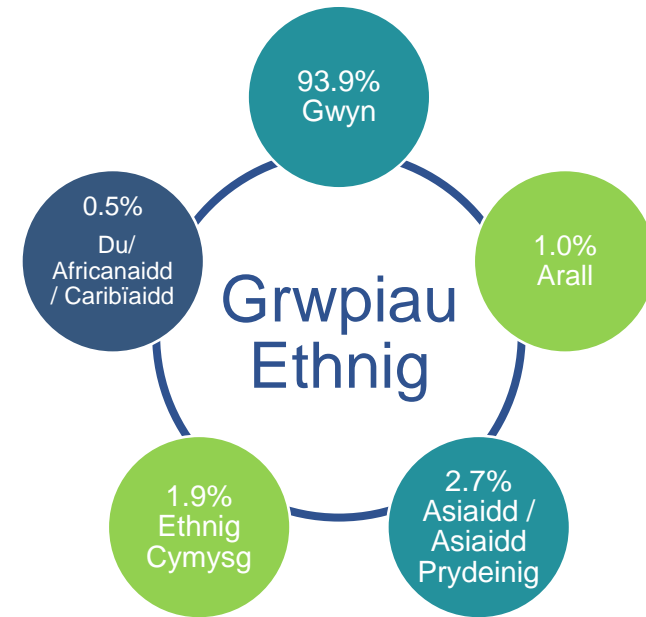 93.9%
Gwyn
1.0%
Arall
2.7%
Asiaidd /
Asiaidd
Prydeinig
1.9%
Ethnig
Cymysg
0.5%
Du/
Africanaidd
/ Caribïaidd
Grwpiau
Ethnig